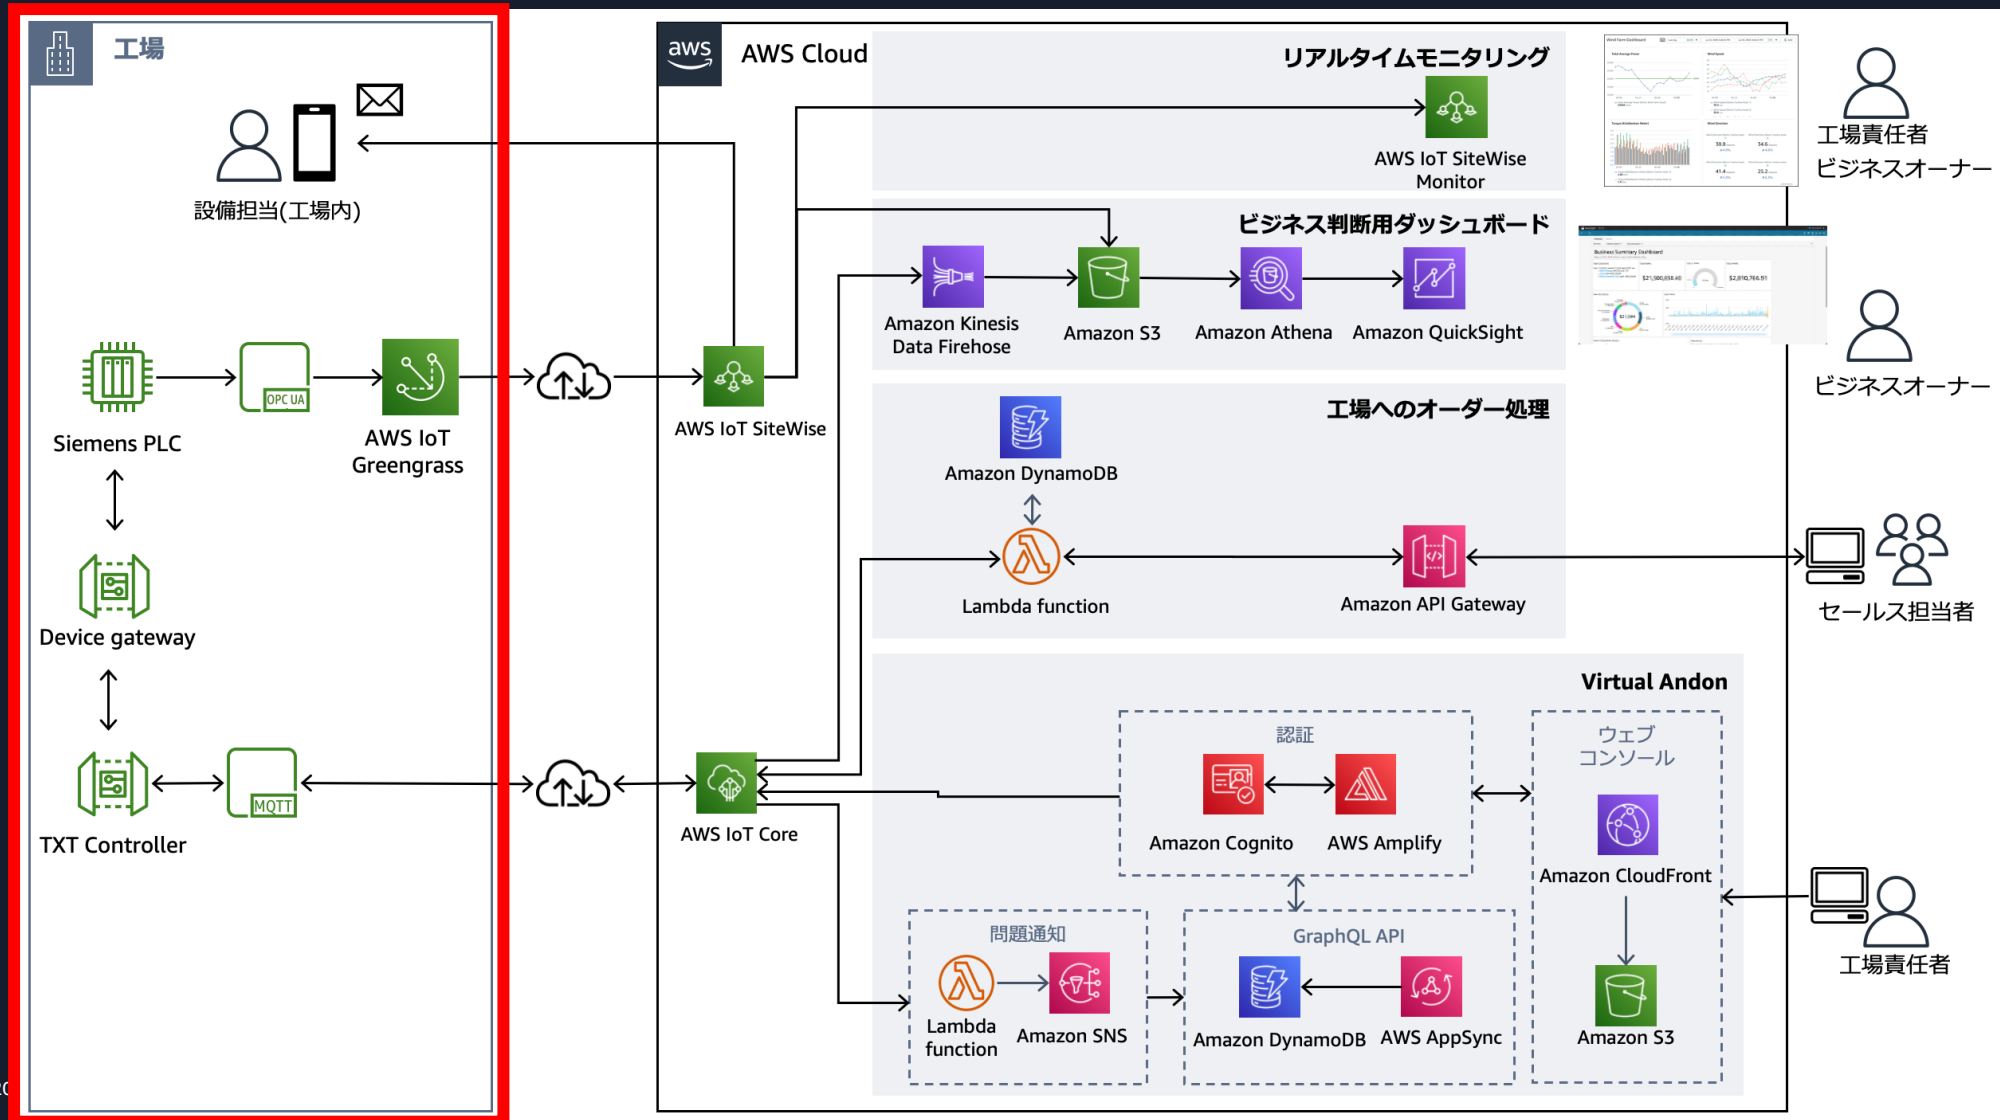 工場
設備担当(工場内)
Siemens PLC
OPC UA
AWS IoT
Greengrass
Device gateway
TXT Controller
MQTT
aws
AWS Cloud
AWS IoT SiteWise
AWS IoT Core
リアルタイムモニタリング
AWS IoT SiteWise
Monitor
ビジネス判断用ダッシュボード
Amazon Kinesis
Data Firehose
Amazon S3
Amazon Athena
Amazon QuickSight
工場へのオーダー処理
Amazon DynamoDB
Lambda function
Amazon API Gateway
Virtual Andon
認証
Amazon Cognito
AWS Amplify
ウェブ
コンソール
Amazon CloudFront
Amazon S3
問題通知
Lambda
function
Amazon SNS
GraphQL API
Amazon DynamoDB
AWS AppSync
工場責任者
ビジネスオーナー
Business Summary Dashboard
ビジネスオーナー
セールス担当者
工場責任者